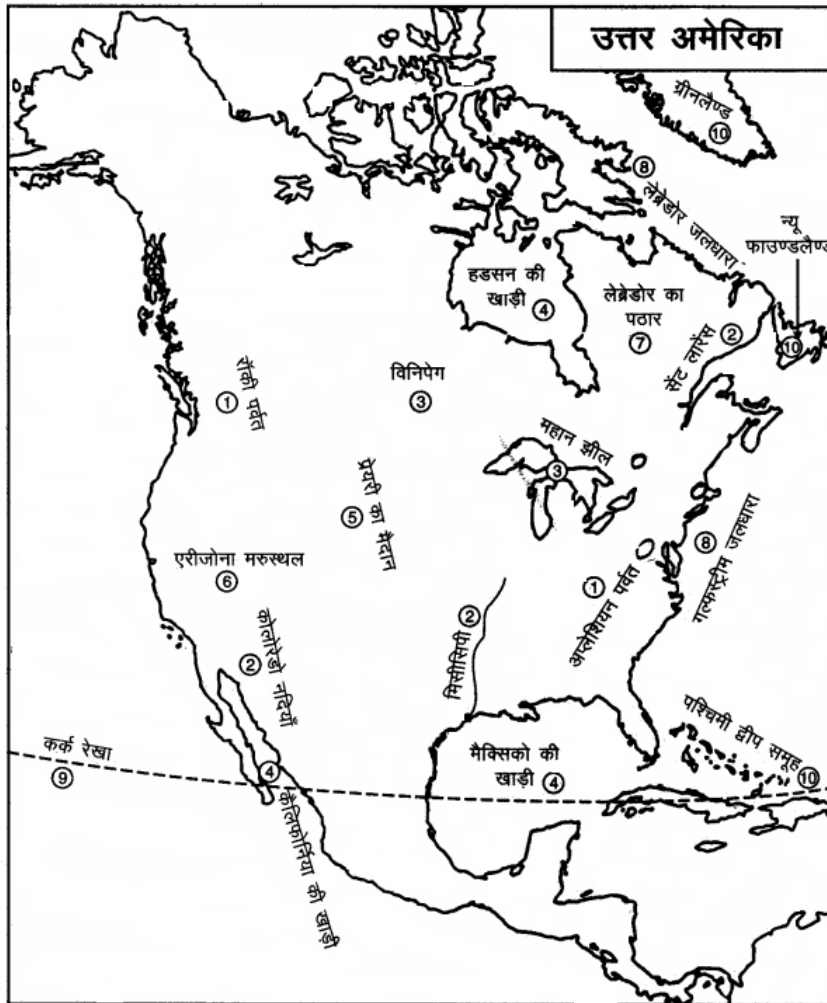 उत्तर अमेरिका
ग्रीनलैण्ड
10
8
लेब्रेडोर जलधारा
न्यू
फाउण्डलैण्ड
10
हडसन की
खाड़ी 4
लेब्रेडोर का
पठार
7
सेंट लारेंस
2
रॉकी पर्वत
1
विनिपेग
3
महान झील
3
प्रेयरी का मैदान
5
8
गल्फस्ट्रीम जलधारा
एरीजोना मरुस्थल
6
1
अप्लेशियन पर्वत
मिसीसिपी
2
कोलोरेडो नदियाँ
2
पश्चिमी द्वीप समूह
10
कर्क रेखा
9
मैक्सिको की
खाड़ी 4
4
कैलिफोर्निया की खाड़ी